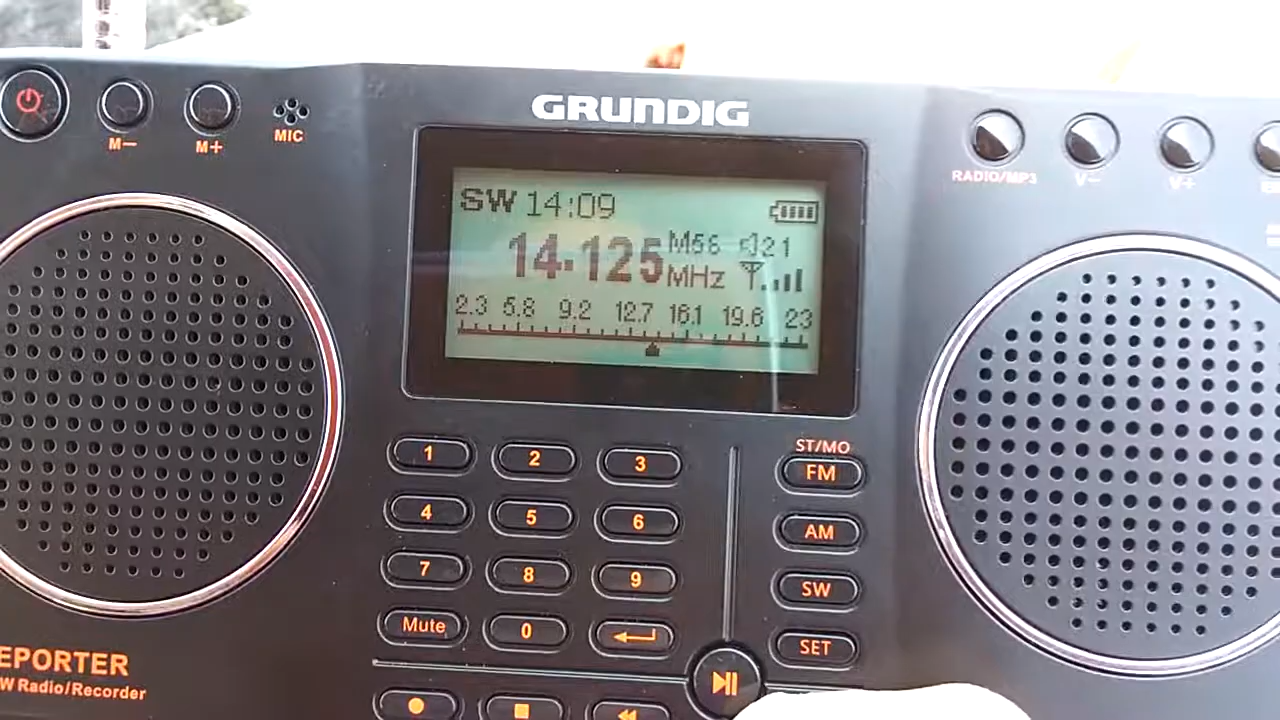 GRUNDIG
M–
M+
MIC
RADIO/MP3
V–
V+
SW 14:09
14.125 MHz
M56
21
2.3 5.8 9.2 12.7 16.1 19.6 23
1 2 3
4 5 6
7 8 9
Mute 0
ST/MO
FM
AM
SW
SET
EPORTER
W Radio/Recorder